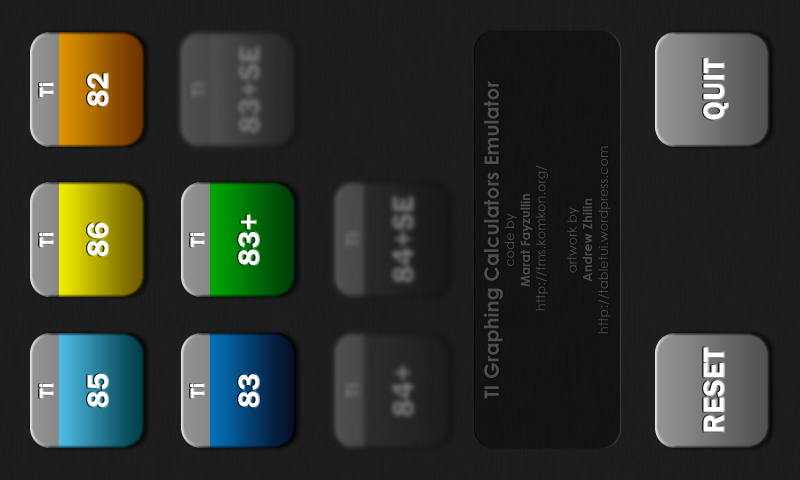 Ti
85
Ti
86
Ti
82
Ti
83
Ti
83+
Ti
83+SE
Ti
84+
Ti
84+SE
TI Graphing Calculators Emulator
code by
Marat Fayzullin
http://fms.komkon.org/
artwork by
Andrew Zhilin
http://tabletui.wordpress.com
RESET
QUIT